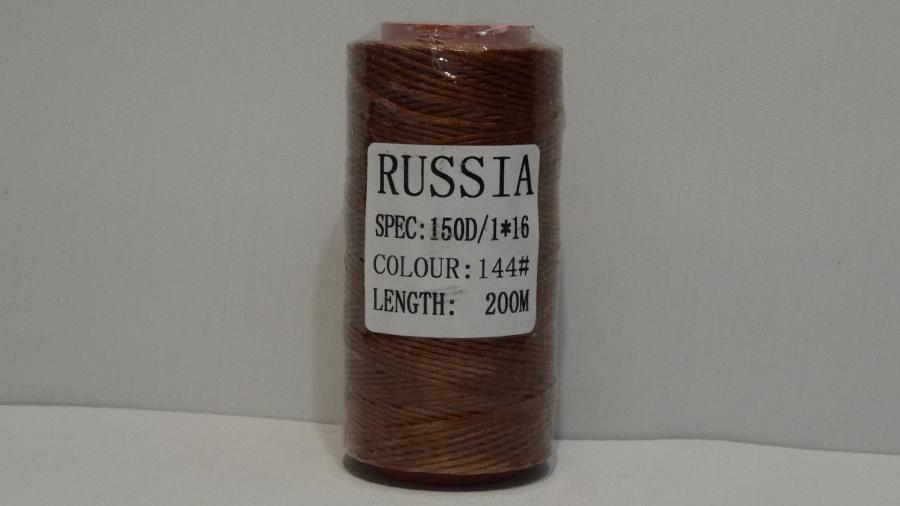 RUSSIA
SPEC:150D/1*16
COLOUR:144#
LENGTH: 200M